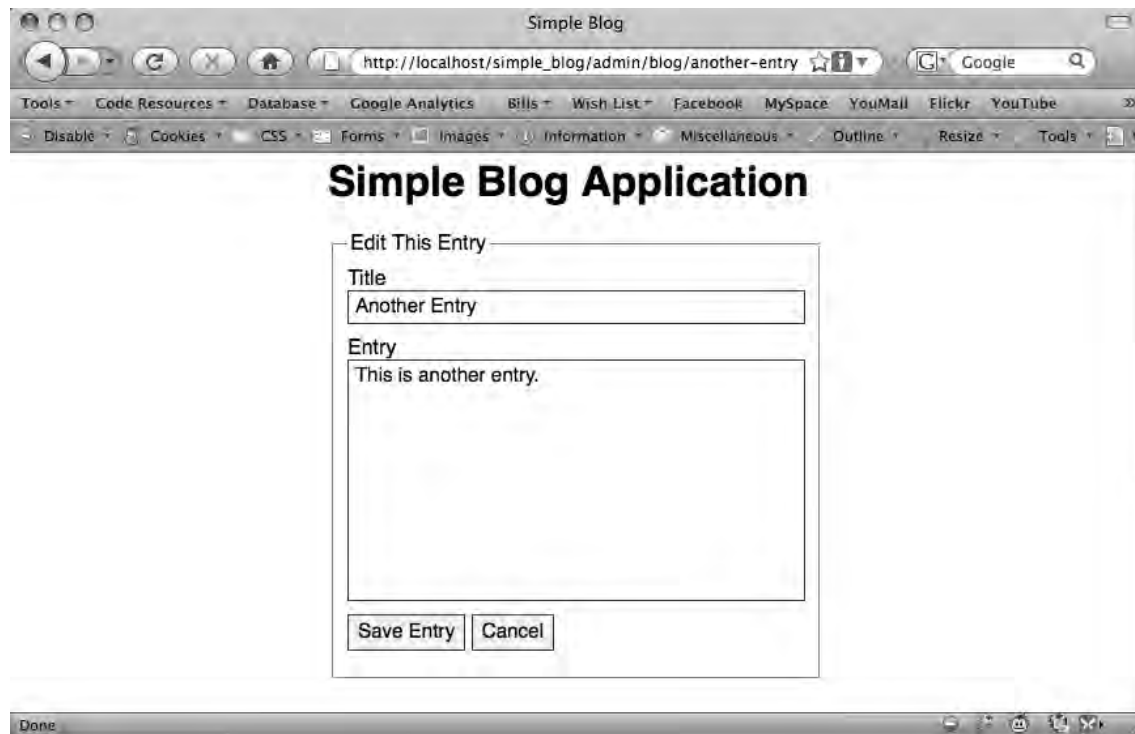 Simple Blog
http://localhost/simple_blog/admin/blog/another-entry Google
Tools Code Resources Database Google Analytics Bills Wish List Facebook MySpace YouMail Flickr YouTube
Disable Cookies CSS Forms Images Information Miscellaneous Outline Resize Tools
Simple Blog Application
Edit This Entry
Title
Another Entry
Entry
This is another entry.
Save Entry Cancel
Done